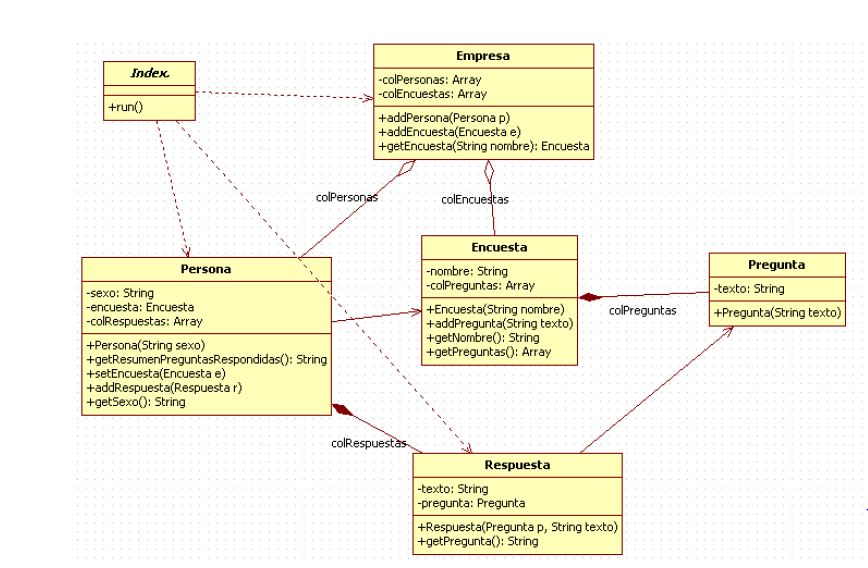 Index.
+run()
Empresa
-colPersonas: Array
-colEncuestas: Array
+addPersona(Persona p)
+addEncuesta(Encuesta e)
+getEncuesta(String nombre): Encuesta
colPersonas
colEncuestas
Persona
-sexo: String
-encuesta: Encuesta
-colRespuestas: Array
+Persona(String sexo)
+getResumenPreguntasRespondidas(): String
+setEncuesta(Encuesta e)
+addRespuesta(Respuesta r)
+getSexo(): String
Encuesta
-nombre: String
-colPreguntas: Array
+Encuesta(String nombre)
+addPregunta(String texto)
+getNombre(): String
+getPreguntas(): Array
colPreguntas
Pregunta
-texto: String
+Pregunta(String texto)
colRespuestas
Respuesta
-texto: String
-pregunta: Pregunta
+Respuesta(Pregunta p, String texto)
+getPregunta(): String